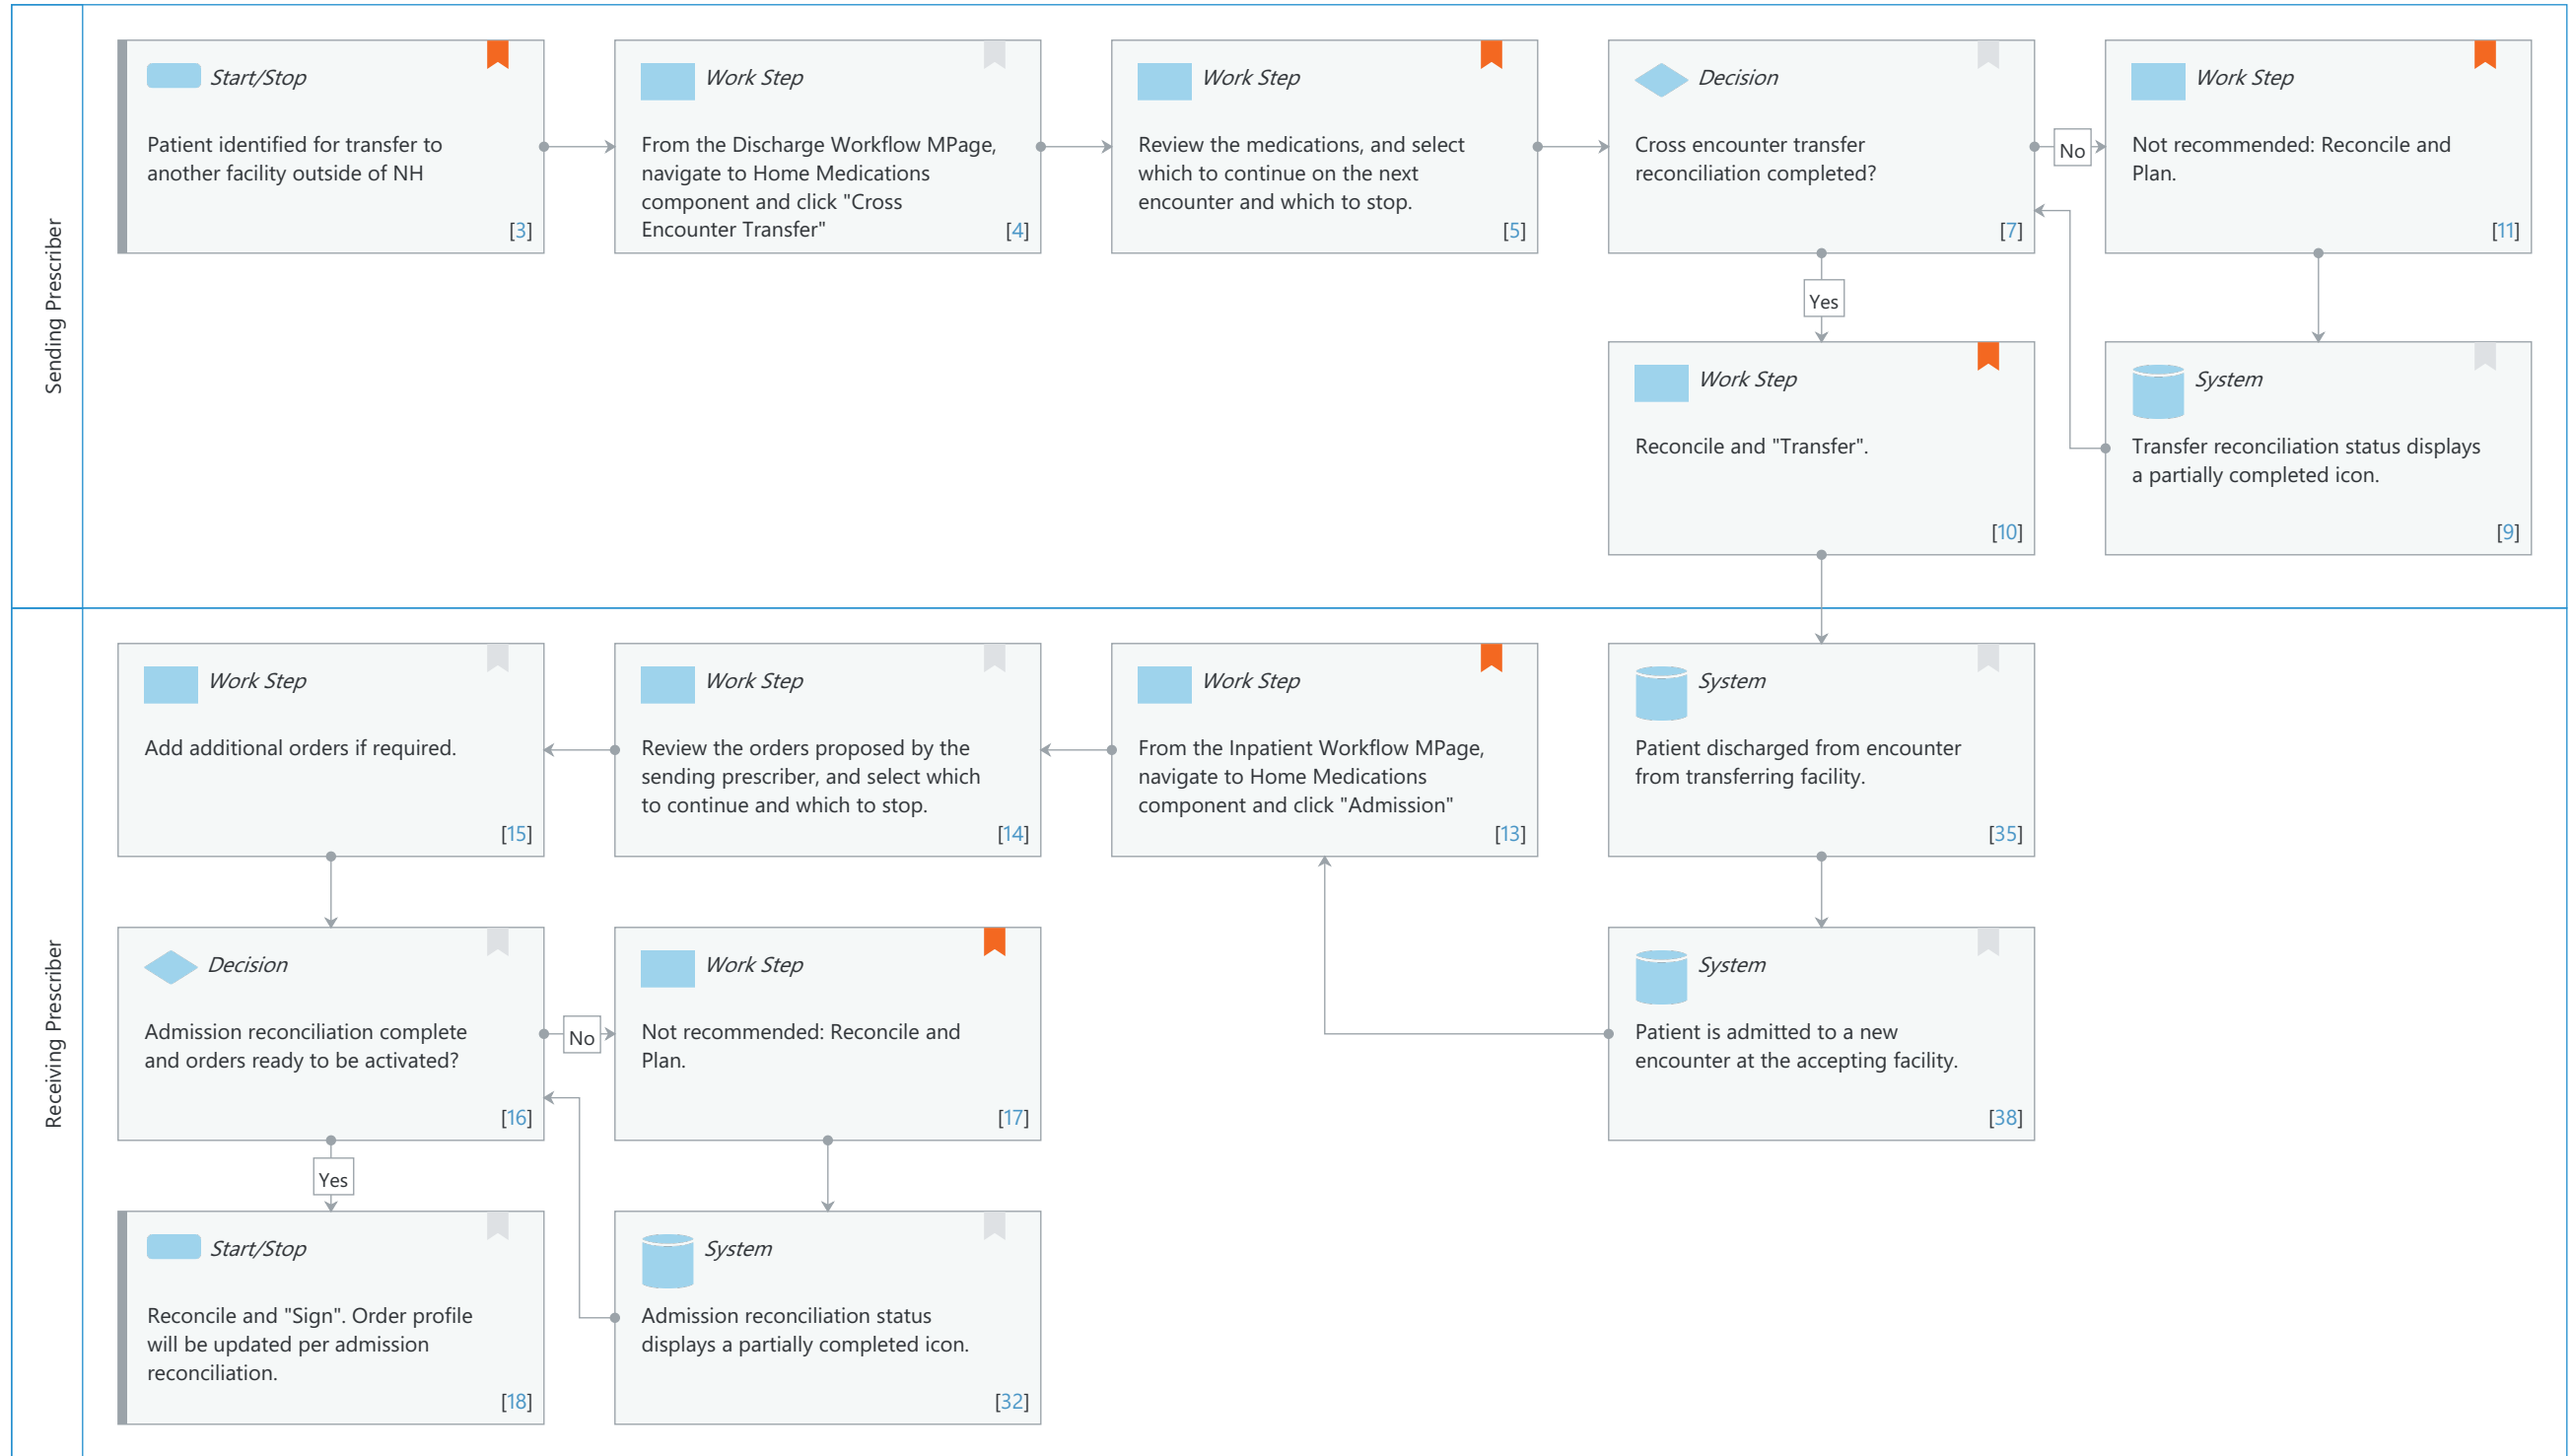 Sending Prescriber
Start/Stop
Patient identified for transfer to
another facility outside of NH
[3]
Work Step
From the Discharge Workflow MPage,
navigate to Home Medications
component and click "Cross
Encounter Transfer"
[4]
Work Step
Review the medications, and select
which to continue on the next
encounter and which to stop.
[5]
Decision
Cross encounter transfer
reconciliation completed?
[7]
No
Work Step
Not recommended: Reconcile and
Plan.
[11]
Yes
Work Step
Reconcile and "Transfer".
[10]
System
Transfer reconciliation status displays
a partially completed icon.
[9]
Receiving Prescriber
Work Step
Add additional orders if required.
[15]
Work Step
Review the orders proposed by the
sending prescriber, and select which
to continue and which to stop.
[14]
Work Step
From the Inpatient Workflow MPage,
navigate to Home Medications
component and click "Admission"
[13]
System
Patient discharged from encounter
from transferring facility.
[35]
Decision
Admission reconciliation complete
and orders ready to be activated?
[16]
No
Work Step
Not recommended: Reconcile and
Plan.
[17]
System
Patient is admitted to a new
encounter at the accepting facility.
[38]
Yes
Start/Stop
Reconcile and "Sign". Order profile
will be updated per admission
reconciliation.
[18]
System
Admission reconciliation status
displays a partially completed icon.
[32]